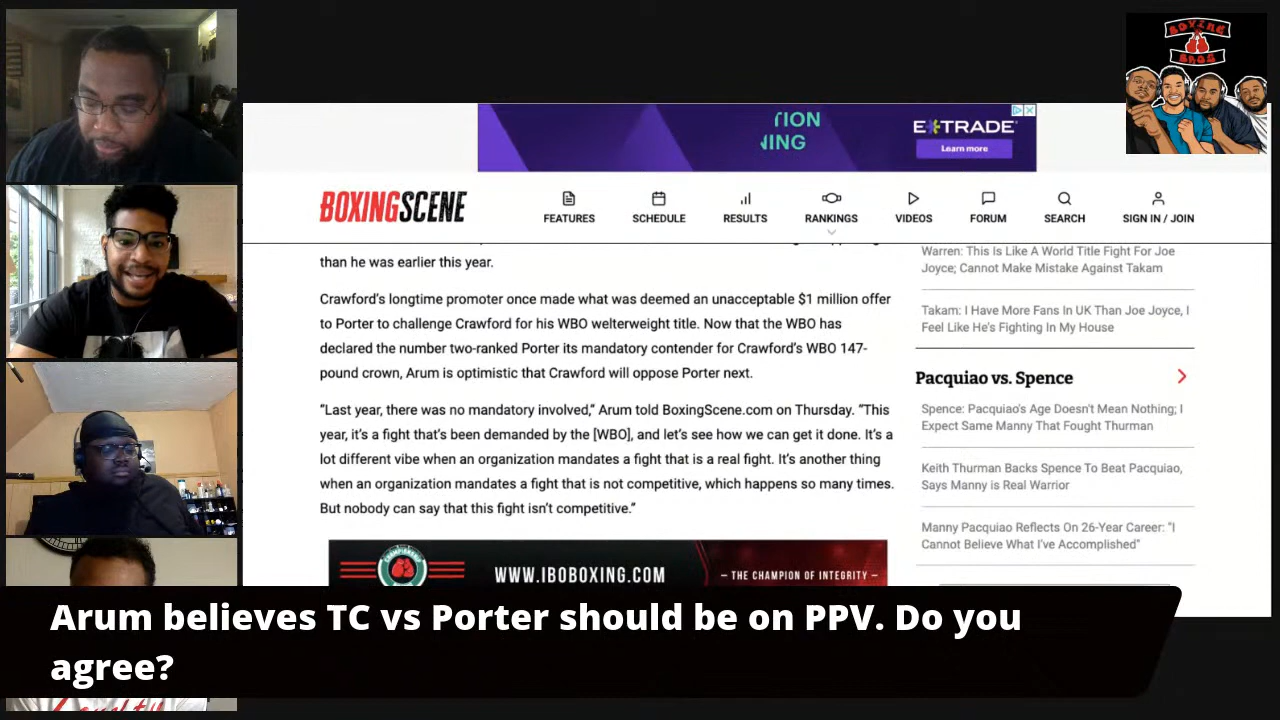 BOXING
BROS
TION
ING
E*TRADE
Learn more
BOXINGSCENE
FEATURES
SCHEDULE
RESULTS
RANKINGS
VIDEOS
FORUM
SEARCH
SIGN IN / JOIN
than he was earlier this year.
Crawford's longtime promoter once made what was deemed an unacceptable $1 million offer
to Porter to challenge Crawford for his WBO welterweight title. Now that the WBO has
declared the number two-ranked Porter its mandatory contender for Crawford's WBO 147-
pound crown, Arum is optimistic that Crawford will oppose Porter next.
“Last year, there was no mandatory involved,” Arum told BoxingScene.com on Thursday. “This
year, it's a fight that's been demanded by the [WBO], and let's see how we can get it done. It's a
lot different vibe when an organization mandates a fight that is a real fight. It's another thing
when an organization mandates a fight that is not competitive, which happens so many times.
But nobody can say that this fight isn't competitive.”
CHAMPIONSHIP
WWW.IBOBOXING.COM
– THE CHAMPION OF INTEGRITY –
Warren: This Is Like A World Title Fight For Joe
Joyce; Cannot Make Mistake Against Takam
Takam: I Have More Fans In UK Than Joe Joyce, I
Feel Like He's Fighting In My House
Pacquiao vs. Spence
Spence: Pacquiao's Age Doesn't Mean Nothing; I
Expect Same Manny That Fought Thurman
Keith Thurman Backs Spence To Beat Pacquiao,
Says Manny is Real Warrior
Manny Pacquiao Reflects On 26-Year Career: "I
Cannot Believe What I've Accomplished"
Arum believes TC vs Porter should be on PPV. Do you
agree?